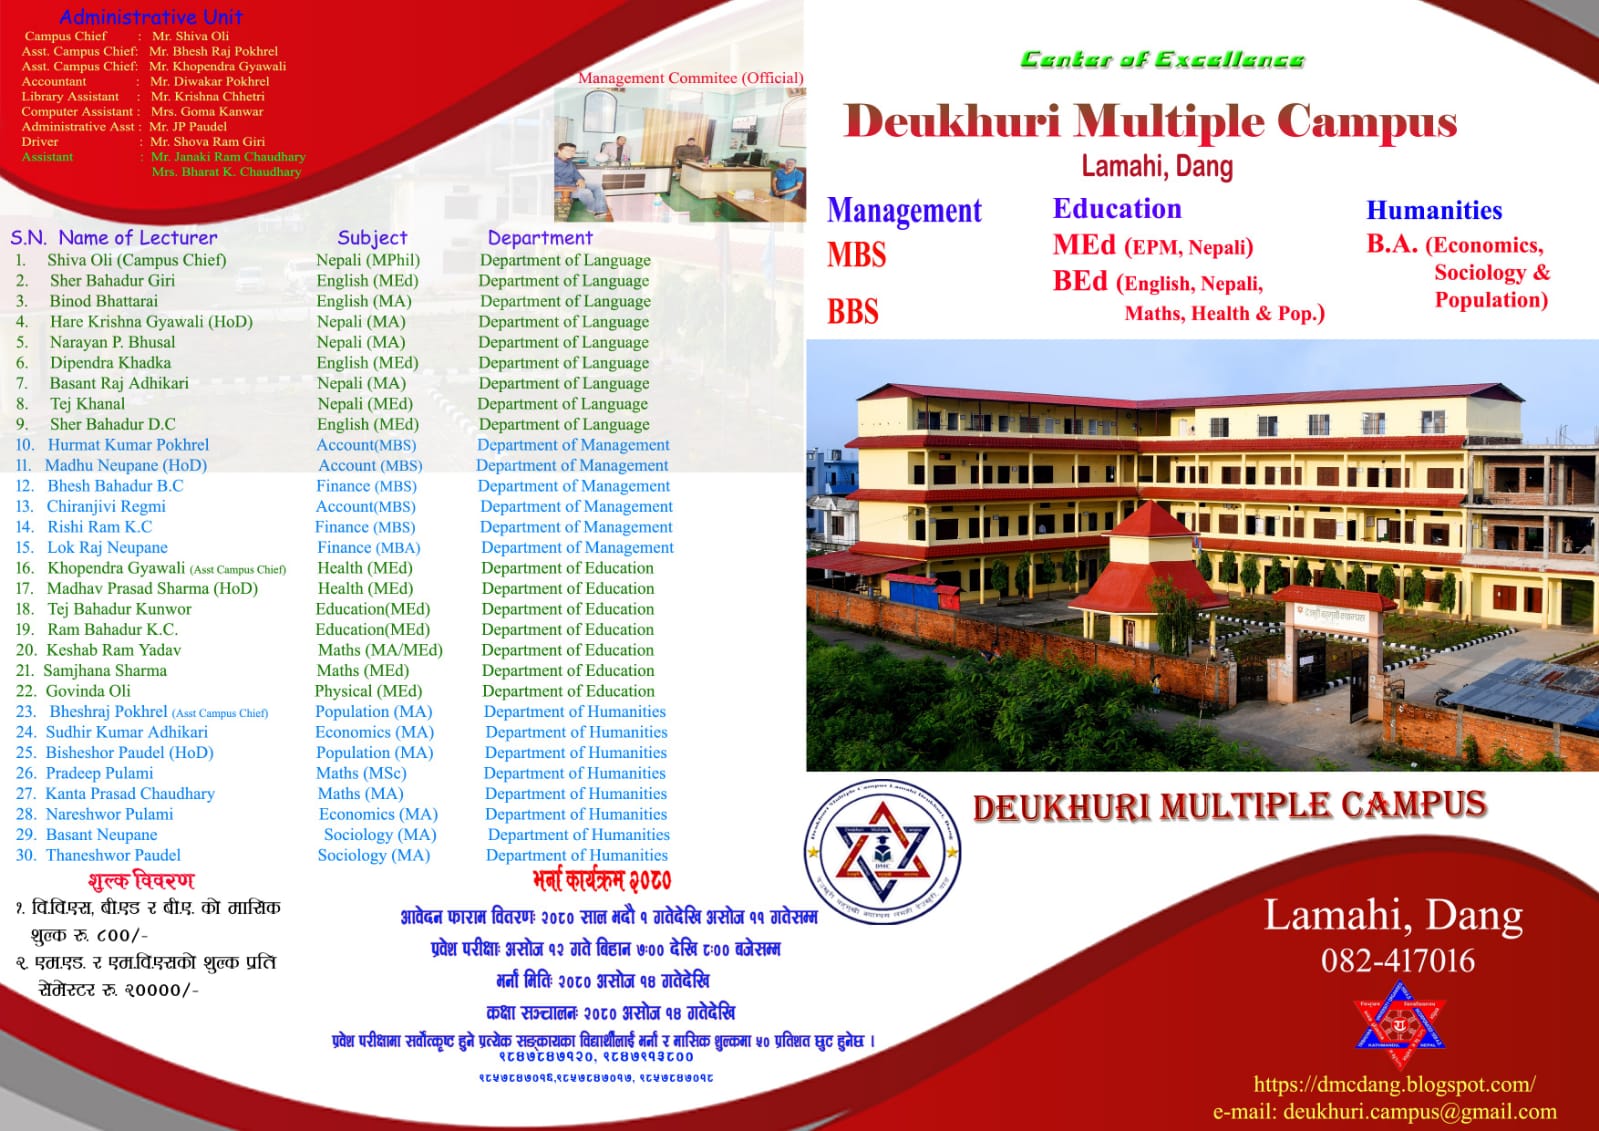 Administrative Unit
Campus Chief : Mr. Shiva Oli
Asst. Campus Chief: Mr. Bhesh Raj Pokhrel
Asst. Campus Chief: Mr. Khopendra Gyawali
Accountant : Mr. Diwakar Pokhrel
Library Assistant : Mr. Krishna Chhetri
Computer Assistant : Mrs. Goma Kanwar
Administrative Asst : Mr. JP Paudel
Driver : Mr. Shova Ram Giri
Assistant : Mr. Janaki Ram Chaudhary
Mrs. Bharat K. Chaudhary
Management Commitee (Official)
S.N. Name of Lecturer Subject Department
1. Shiva Oli (Campus Chief) Nepali (MPhil) Department of Language
2. Sher Bahadur Giri English (MEd) Department of Language
3. Binod Bhattarai English (MA) Department of Language
4. Hare Krishna Gyawali (HoD) Nepali (MA) Department of Language
5. Narayan P. Bhusal Nepali (MA) Department of Language
6. Dipendra Khadka English (MEd) Department of Language
7. Basant Raj Adhikari Nepali (MA) Department of Language
8. Tej Khanal Nepali (MEd) Department of Language
9. Sher Bahadur D.C English (MEd) Department of Language
10. Hurmat Kumar Pokhrel Account(MBS) Department of Management
11. Madhu Neupane (HoD) Account (MBS) Department of Management
12. Bhesh Bahadur B.C Finance (MBS) Department of Management
13. Chiranjivi Regmi Account(MBS) Department of Management
14. Rishi Ram K.C Finance (MBS) Department of Management
15. Lok Raj Neupane Finance (MBA) Department of Management
16. Khopendra Gyawali (Asst Campus Chief) Health (MEd) Department of Education
17. Madhav Prasad Sharma (HoD) Health (MEd) Department of Education
18. Tej Bahadur Kunwor Education(MEd) Department of Education
19. Ram Bahadur K.C. Education(MEd) Department of Education
20. Keshab Ram Yadav Maths (MA/MEd) Department of Education
21. Samjhana Sharma Maths (MEd) Department of Education
22. Govinda Oli Physical (MEd) Department of Education
23. Bheshraj Pokhrel (Asst Campus Chief) Population (MA) Department of Humanities
24. Sudhir Kumar Adhikari Economics (MA) Department of Humanities
25. Bisheshor Paudel (HoD) Population (MA) Department of Humanities
26. Pradeep Pulami Maths (MSc) Department of Humanities
27. Kanta Prasad Chaudhary Maths (MA) Department of Humanities
28. Nareshwor Pulami Economics (MA) Department of Humanities
29. Basant Neupane Sociology (MA) Department of Humanities
30. Thaneshwor Paudel Sociology (MA) Department of Humanities
शुल्क विवरण
१. वि.वि.एस, बी.एड र बी.ए. को मासिक
शुल्क रु. ८००/-
२. एम.एड. र एम.वि.एसको शुल्क प्रति
सेमेस्टर रु. २००००/-
भर्ना कार्यक्रम २०८०
आवेदन फाराम वितरणः २०८० साल भदौ १ गतेदेखि असोज ११ गतेसम्म
प्रवेश परीक्षाः असोज १२ गते बिहान ७:०० देखि ८:०० बजेसम्म
भर्ना मितिः २०८० असोज १४ गतेदेखि
कक्षा सञ्चालनः २०८० असोज १४ गतेदेखि
प्रवेश परीक्षामा सर्वोत्कृष्ट हुने प्रत्येक सङ्कायका विद्यार्थीलाई भर्ना र मासिक शुल्कमा ५० प्रतिशत छुट हुनेछ ।
९८४७८४७१२०, ९८४७११३८००
९८५७८४७०१६,९८५७८४७०१७, ९८५७८४७०१८
Center of Excellence
Deukhuri Multiple Campus
Lamahi, Dang
Management
MBS
BBS
Education
MEd (EPM, Nepali)
BEd (English, Nepali,
Maths, Health & Pop.)
Humanities
B.A. (Economics,
Sociology &
Population)
देउखुरी बहुमुखी क्याम्पस
Deukhuri Multiple Campus Lamahi Deukhuri, Dang
Deukhuri Multiple Campus
DMC
DEUKHURI MULTIPLE CAMPUS
Lamahi, Dang
082-417016
KATHMANDU NEPAL
https://dmcdang.blogspot.com/
e-mail: deukhuri.campus@gmail.com